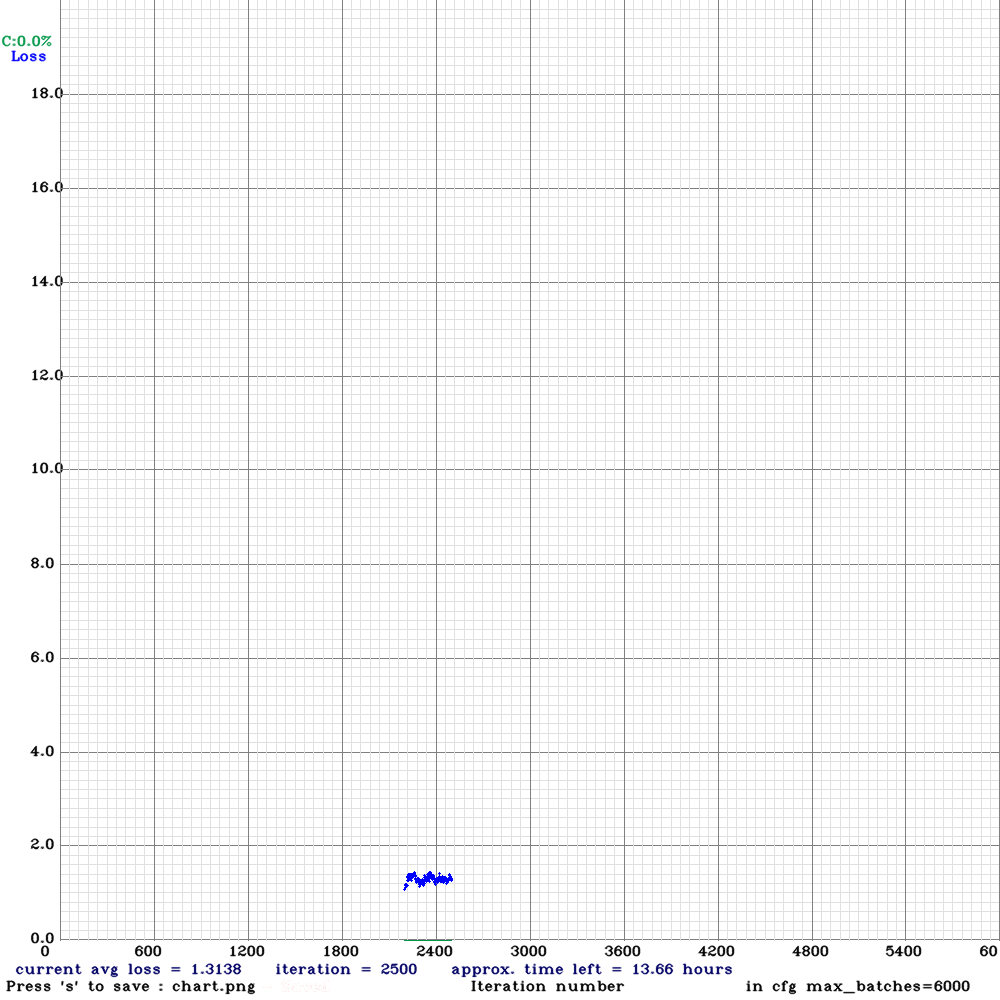 C:0.0%
Loss
18.0
16.0
14.0
12.0
10.0
8.0
6.0
4.0
2.0
0.0
0 600 1200 1800 2400 3000 3600 4200 4800 5400 60
current avg loss = 1.3138 iteration = 2500 approx. time left = 13.66 hours
Press 's' to save : chart.png Iteration number in cfg max_batches=6000